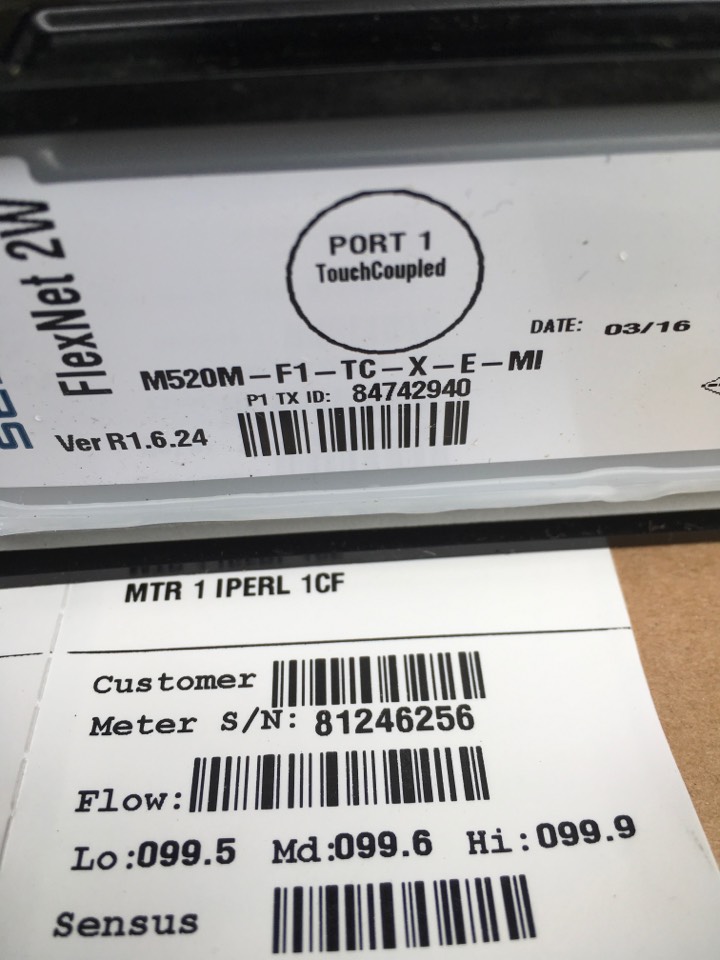 FlexNet 2W
PORT 1
TouchCoupled
DATE: 03/16
M520M-F1-TC-X-E-MI
P1 TX ID: 84742940
Ver R1.6.24
MTR 1 IPERL 1CF
Customer
Meter S/N: 81246256
Flow:
Lo:099.5 Md:099.6 Hi:099.9
Sensus